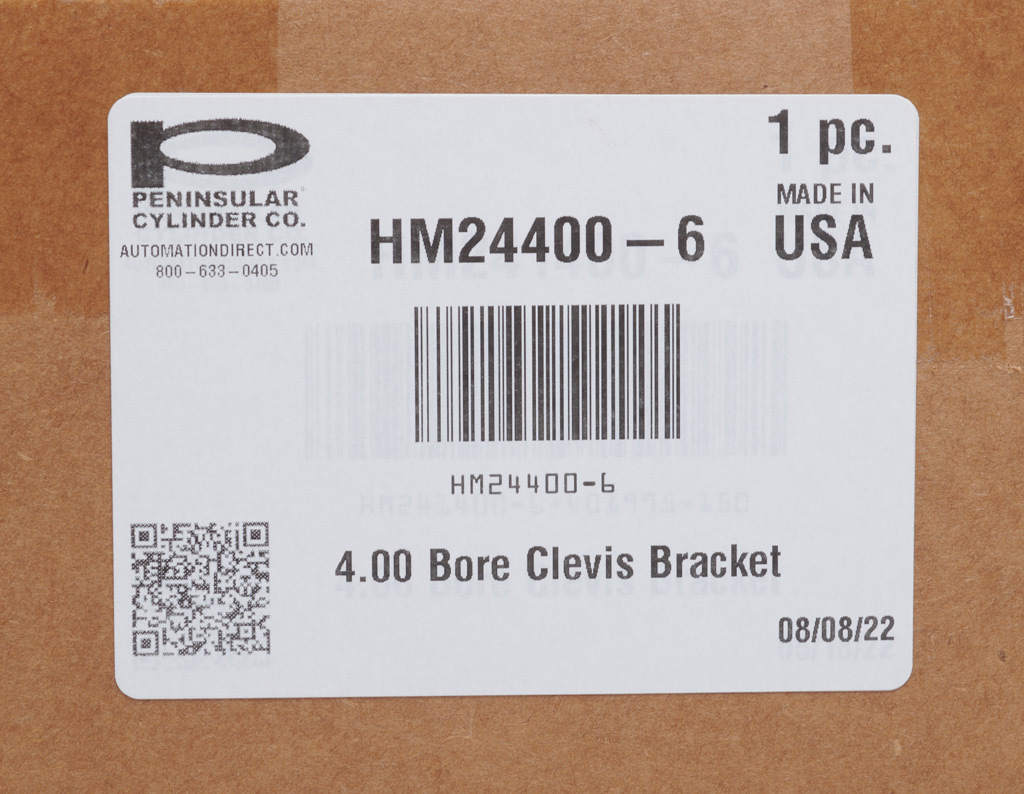 PENINSULAR
CYLINDER CO.
AUTOMATIONDIRECT.COM
800-633-0405
1 pc.
MADE IN
USA
HM24400-6
HM24400-6
4.00 Bore Clevis Bracket
08/08/22